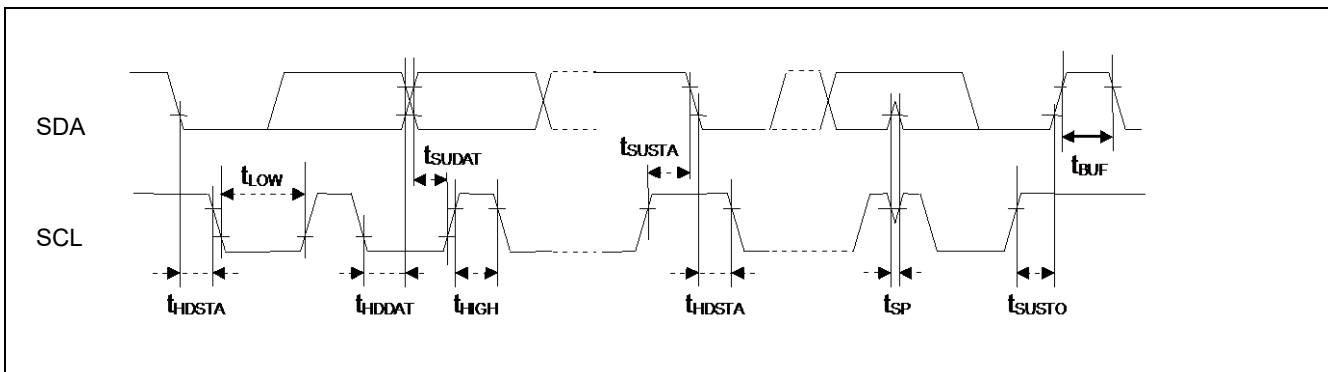 SDA
tSUDAT
tSUSTA
tBUF
tLOW
SCL
tHDSTA
tHDDAT
tHIGH
tHDSTA
tSP
tSUSTO